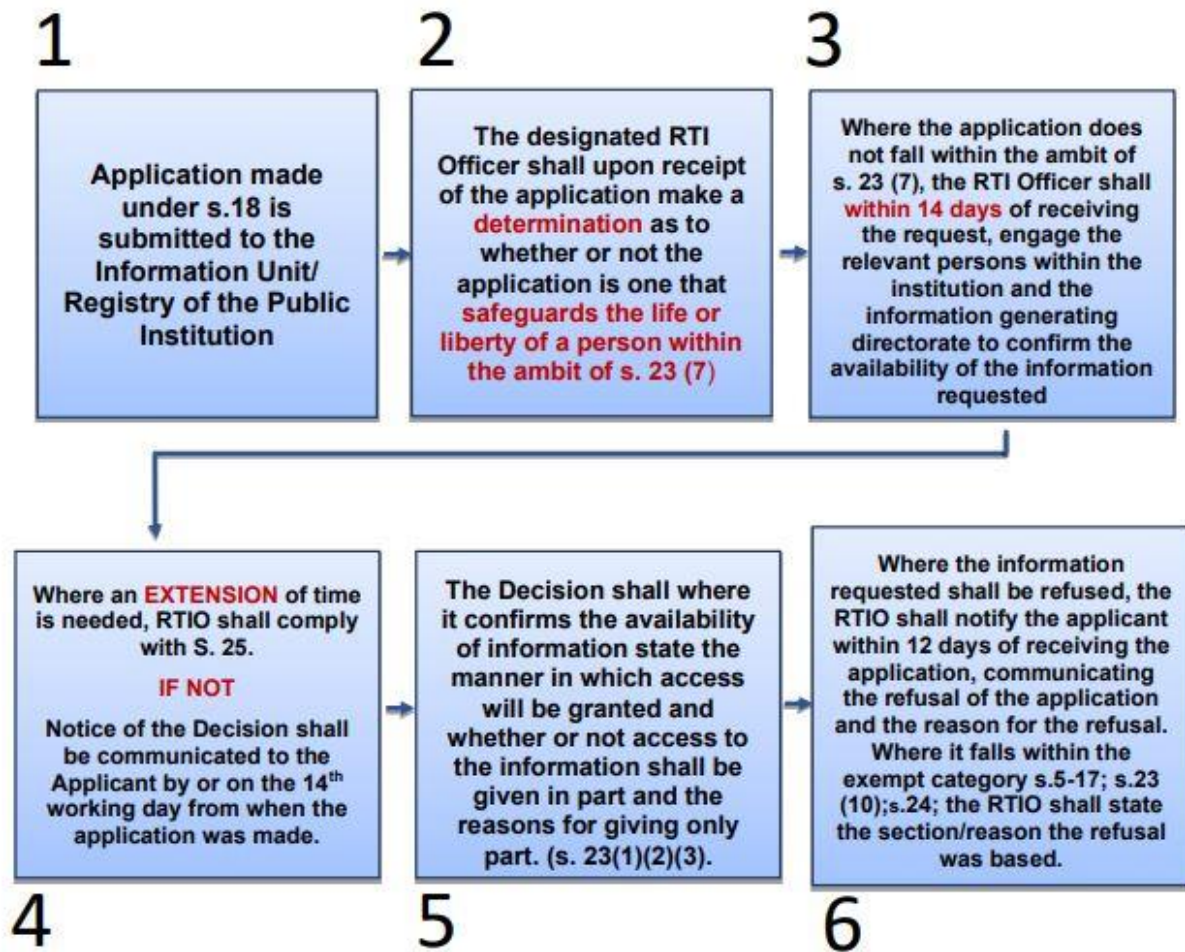 1
Application made
under s.18 is
submitted to the
Information Unit/
Registry of the Public
Institution
2
The designated RTI
Officer shall upon receipt
of the application make a
determination as to
whether or not the
application is one that
safeguards the life or
liberty of a person within
the ambit of s. 23 (7)
3
Where the application does
not fall within the ambit of
s. 23 (7), the RTI Officer shall
within 14 days of receiving
the request, engage the
relevant persons within the
institution and the
information generating
directorate to confirm the
availability of the information
requested
Where an EXTENSION of time
is needed, RTIO shall comply
with S. 25.
IF NOT
Notice of the Decision shall
be communicated to the
Applicant by or on the 14th
working day from when the
application was made.
4
The Decision shall where
it confirms the availability
of information state the
manner in which access
will be granted and
whether or not access to
the information shall be
given in part and the
reasons for giving only
part. (s. 23(1)(2)(3).
5
Where the information
requested shall be refused, the
RTIO shall notify the applicant
within 12 days of receiving the
application, communicating
the refusal of the application
and the reason for the refusal.
Where it falls within the
exempt category s.5-17; s.23
(10);s.24; the RTIO shall state
the section/reason the refusal
was based.
6